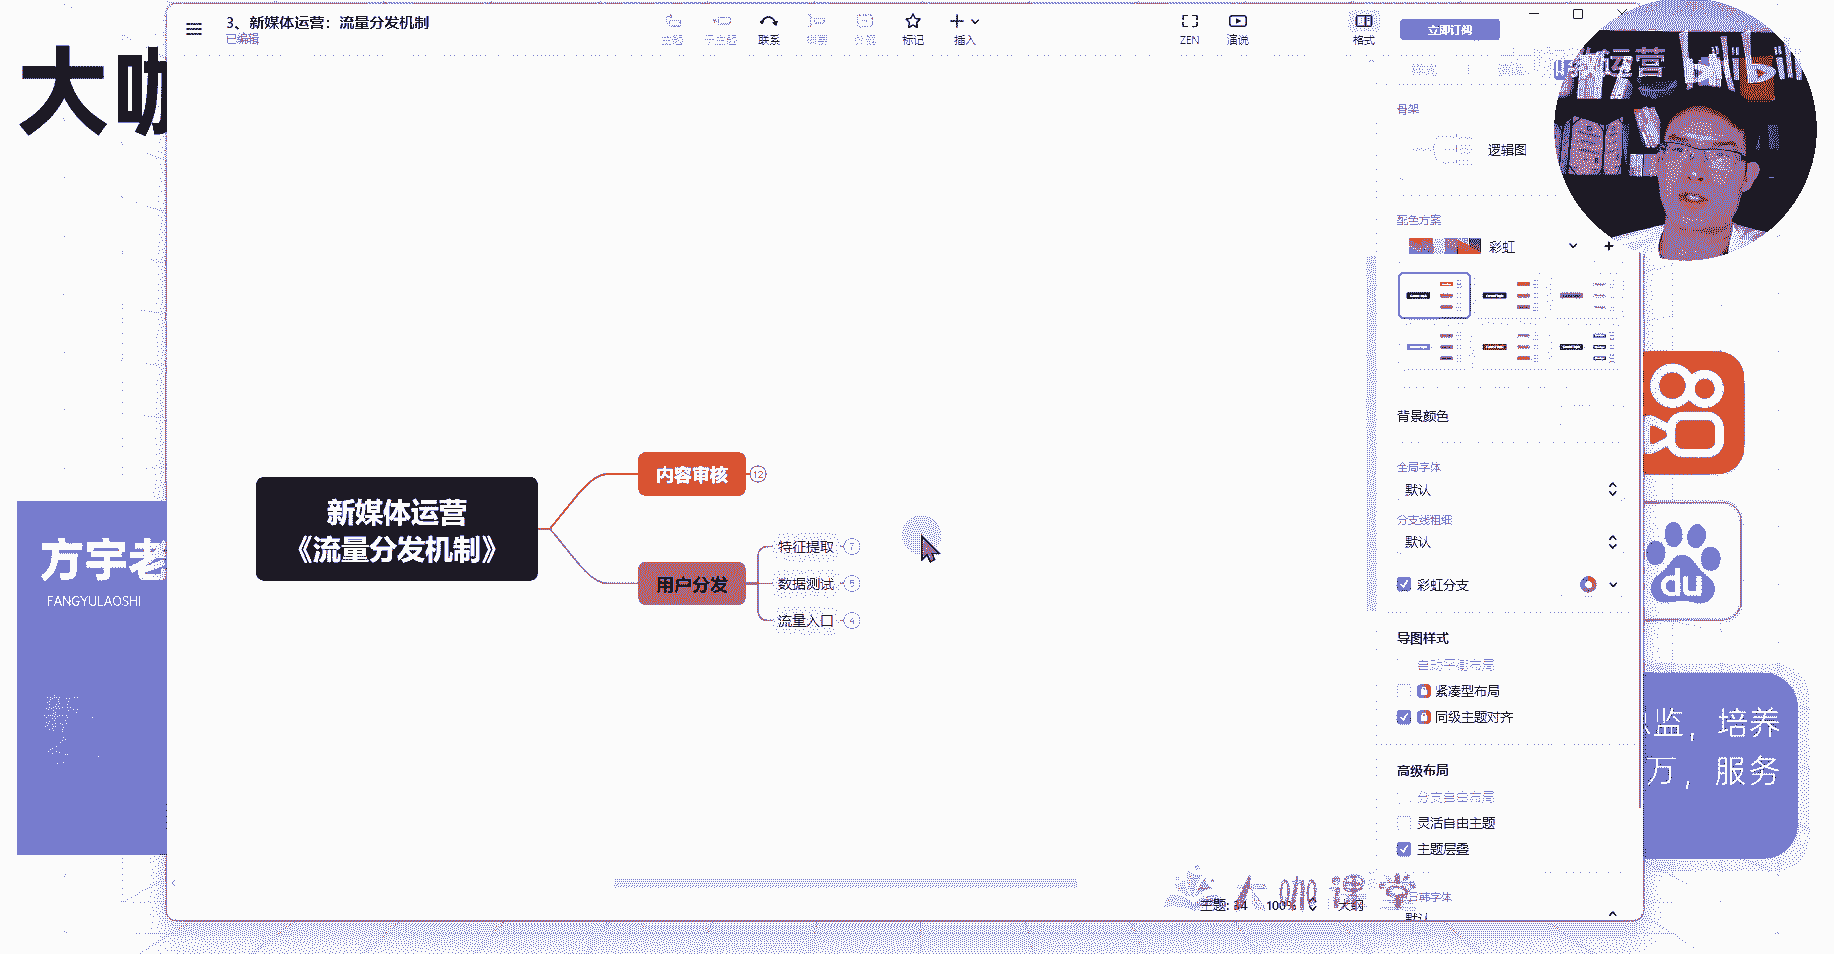 大咖
3、新媒体运营：流量分发机制
已编辑
主题
子主题
联系
概要
外框
标记
插入
ZEN
演说
格式
立即订阅
运营
骨架
逻辑图
配色方案
彩虹
背景颜色
全局字体
默认
分支线粗细
默认
彩虹分支
导图样式
自动平衡布局
紧凑型布局
同级主题对齐
高级布局
分支自由布局
灵活自由主题
主题层叠
默认
新媒体运营
《流量分发机制》
内容审核
12
用户分发
特征提取
7
数据测试
5
流量入口
4
方宇老
FANGYULAOSHI
du
监，培养
万，服务
大咖课堂
主题:
100%
大纲